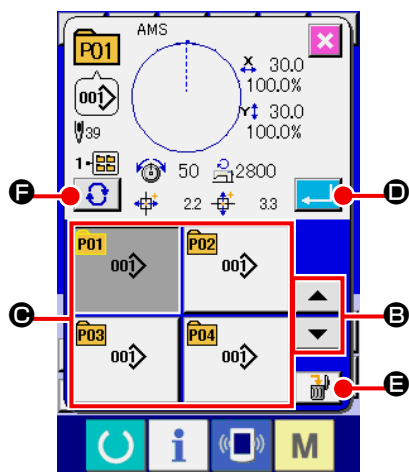 P01
AMS
X 30.0
100.0%
001
Y 30.0
100.0%
39
1-
50
2800
F
D
2.2
3.3
P01
001
P02
001
C
B
P03
001
P04
001
E
i
M